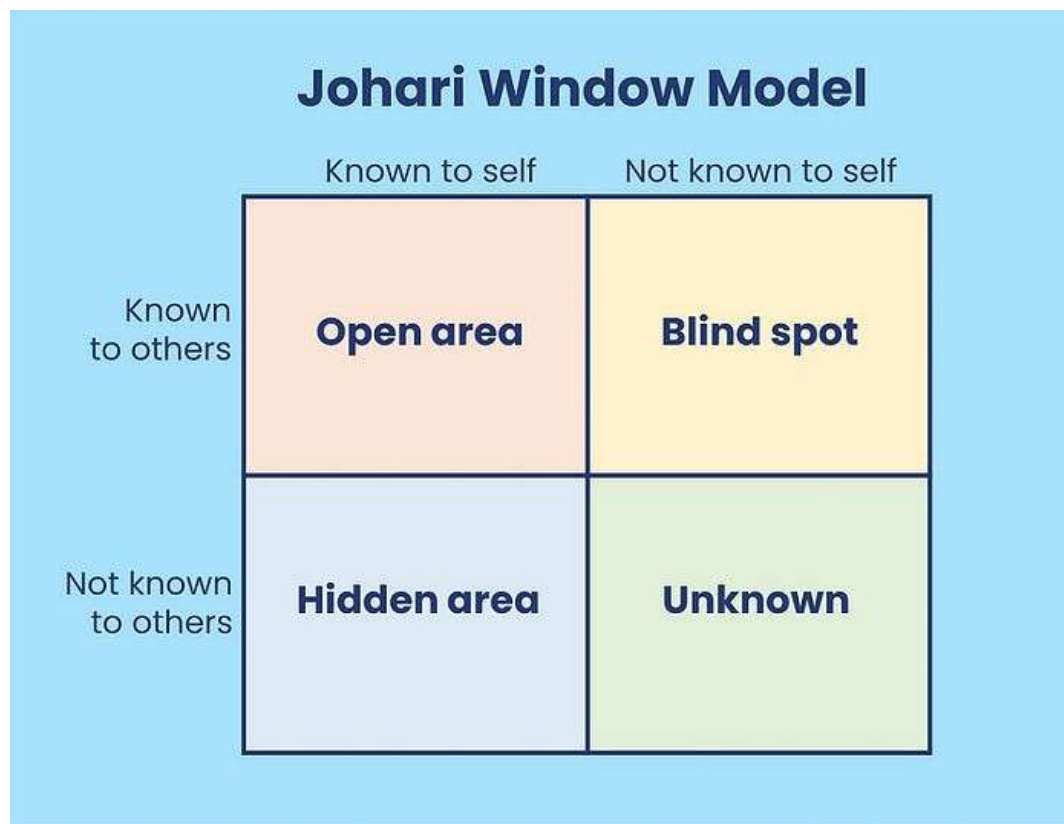 Johari Window Model
Known to self
Not known to self
Known
to others
Open area
Blind spot
Not known
to others
Hidden area
Unknown